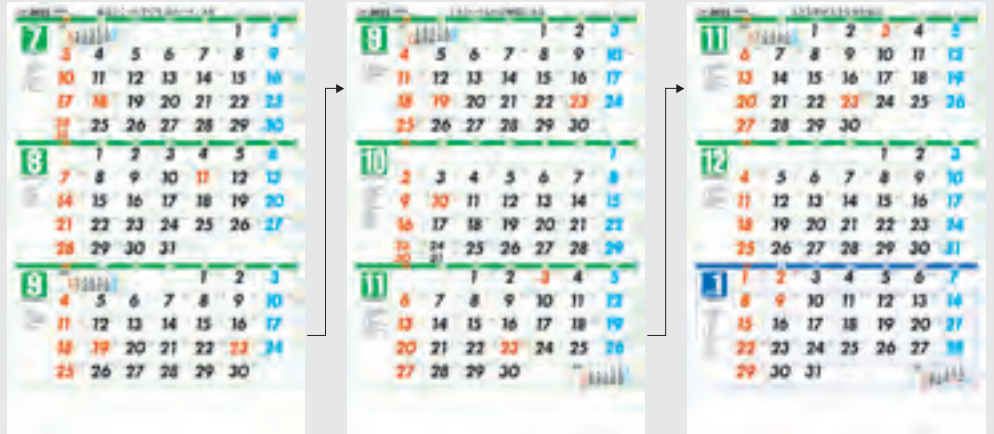 7
1 2
3 4 5 6 7 8 9
10 11 12 13 14 15 16
17 18 19 20 21 22 23
24 25 26 27 28 29 30
31
8
1 2 3 4 5 6
7 8 9 10 11 12 13
14 15 16 17 18 19 20
21 22 23 24 25 26 27
28 29 30 31
9
1 2 3
4 5 6 7 8 9 10
11 12 13 14 15 16 17
18 19 20 21 22 23 24
25 26 27 28 29 30
9
1 2 3
4 5 6 7 8 9 10
11 12 13 14 15 16 17
18 19 20 21 22 23 24
25 26 27 28 29 30
10
1
2 3 4 5 6 7 8
9 10 11 12 13 14 15
16 17 18 19 20 21 22
23 24 25 26 27 28 29
30 31
11
1 2 3 4 5
6 7 8 9 10 11 12
13 14 15 16 17 18 19
20 21 22 23 24 25 26
27 28 29 30
11
1 2 3 4 5
6 7 8 9 10 11 12
13 14 15 16 17 18 19
20 21 22 23 24 25 26
27 28 29 30
12
1 2 3
4 5 6 7 8 9 10
11 12 13 14 15 16 17
18 19 20 21 22 23 24
25 26 27 28 29 30 31
1
1 2 3 4 5 6 7
8 9 10 11 12 13 14
15 16 17 18 19 20 21
22 23 24 25 26 27 28
29 30 31